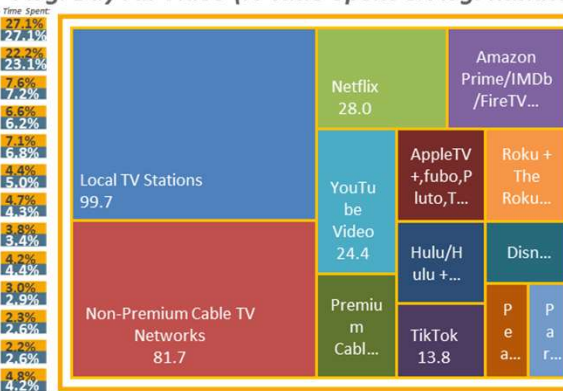 Time Spent:
27.1%
27.1%
22.2%
23.1%
7.6%
7.2%
6.6%
6.2%
7.1%
6.8%
4.4%
5.0%
4.7%
4.3%
3.8%
3.4%
4.2%
4.4%
3.0%
2.9%
2.3%
2.6%
2.2%
2.6%
4.8%
4.2%
Local TV Stations
99.7
Non-Premium Cable TV
Networks
81.7
Netflix
28.0
Amazon
Prime/IMDb
/FireTV...
YouTu
be
Video
24.4
AppleTV
+,fubo,P
luto,T...
Roku +
The
Roku...
Hulu/H
ulu +...
Disn...
Premiu
m
Cabl...
TikTok
13.8
P
e
a...
P
a
r...